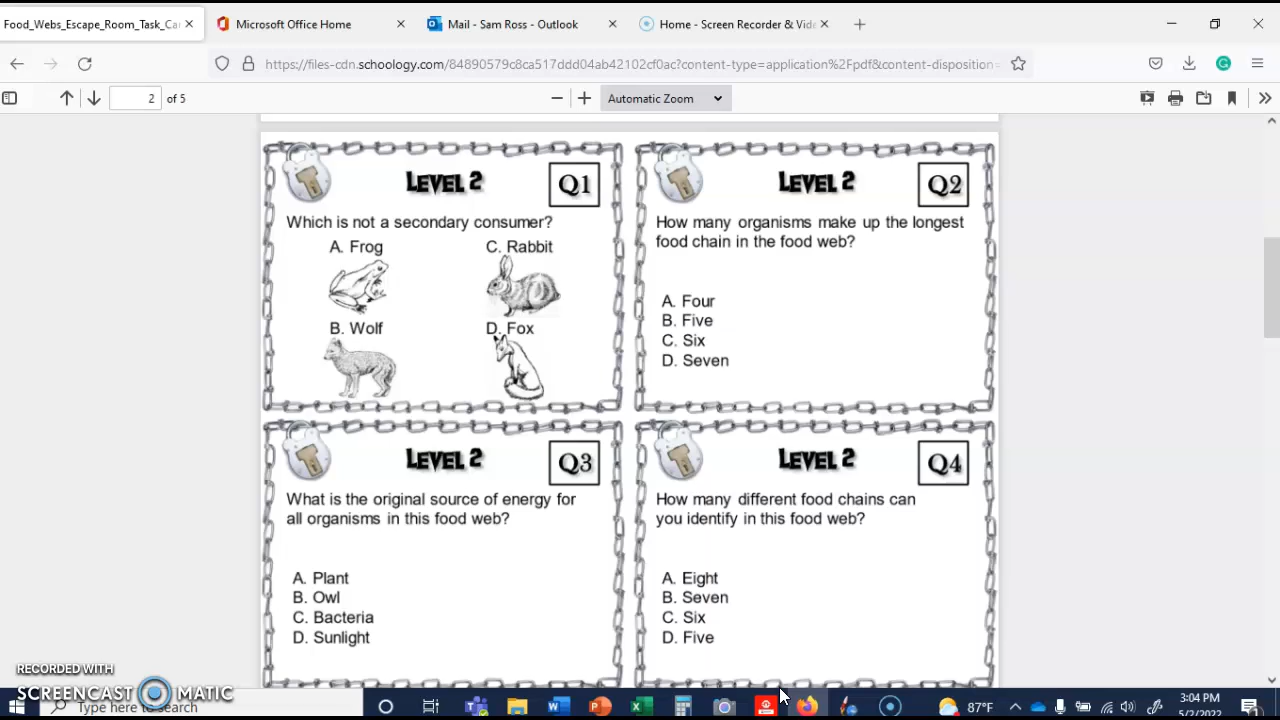 Food_Webs_Escape_Room_Task_Ca
Microsoft Office Home
Mail - Sam Ross - Outlook
Home - Screen Recorder & Vide
https://files-cdn.schoology.com/84890579c8ca517ddd04ab42102cf0ac?content-type=application%2Fpdf&content-disposition=
2 of 5
Automatic Zoom
LEVEL 2
Q1
Which is not a secondary consumer?
A. Frog
C. Rabbit
B. Wolf
D. Fox
LEVEL 2
Q2
How many organisms make up the longest
food chain in the food web?
A. Four
B. Five
C. Six
D. Seven
LEVEL 2
Q3
What is the original source of energy for
all organisms in this food web?
A. Plant
B. Owl
C. Bacteria
D. Sunlight
LEVEL 2
Q4
How many different food chains can
you identify in this food web?
A. Eight
B. Seven
C. Six
D. Five
RECORDED WITH
SCREENCAST MATIC
Type here to search
87°F
3:04 PM
5/2/2022